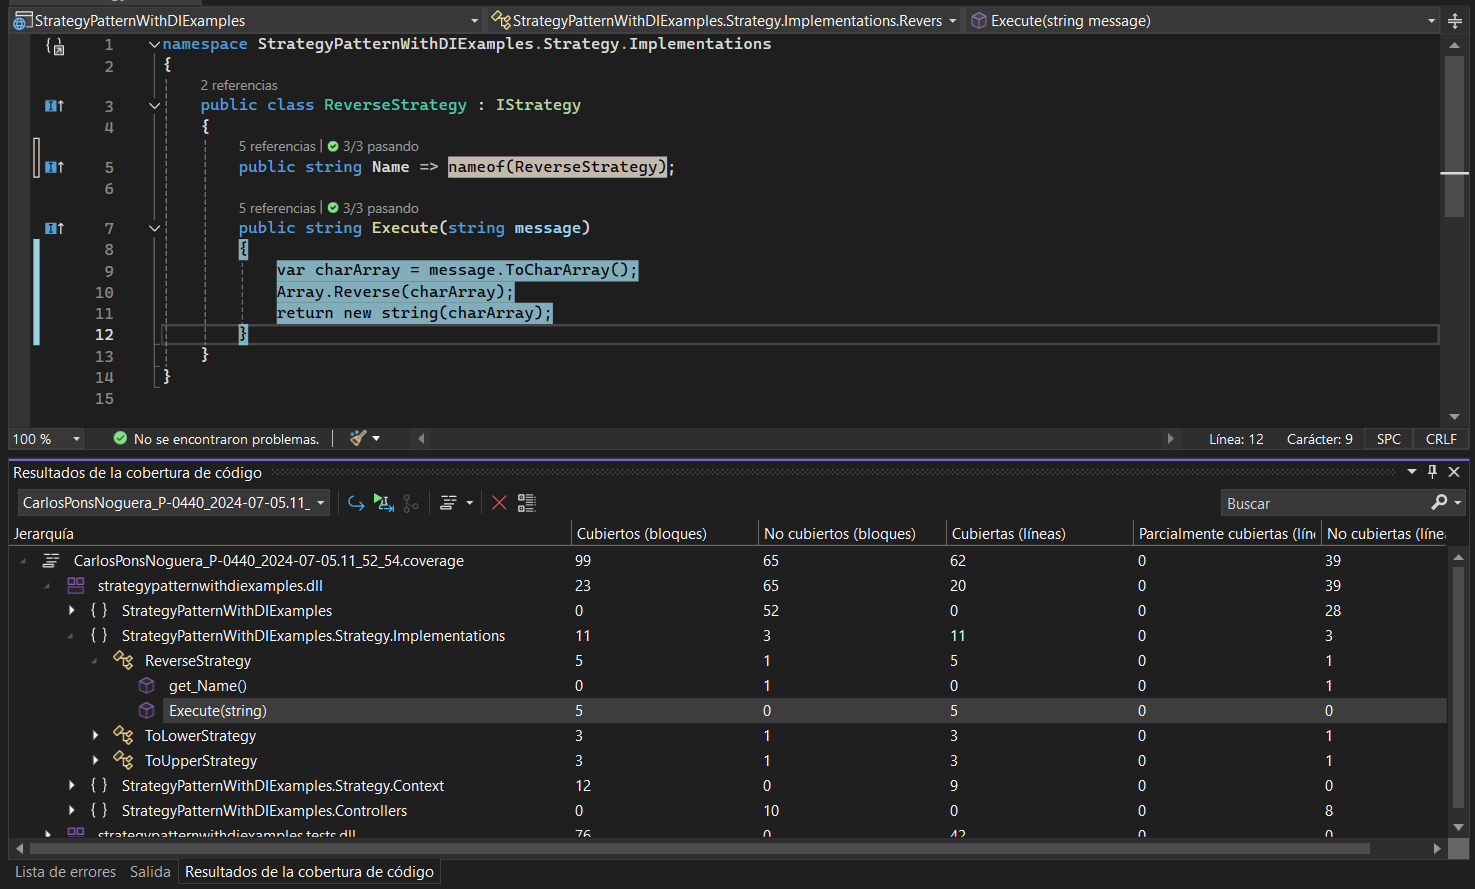 StrategyPatternWithDIExamples StrategyPatternWithDIExamples.Strategy.Implementations.Revers Execute(string message)
1 namespace StrategyPatternWithDIExamples.Strategy.Implementations
2 {
2 referencias
3 public class ReverseStrategy : IStrategy
4 {
5 referencias | 3/3 pasando
5 public string Name => nameof(ReverseStrategy);
6
5 referencias | 3/3 pasando
7 public string Execute(string message)
8 {
9 var charArray = message.ToCharArray();
10 Array.Reverse(charArray);
11 return new string(charArray);
12 }
13 }
14 }
15
100 % No se encontraron problemas. Línea: 12 Carácter: 9 SPC CRLF
Resultados de la cobertura de código
CarlosPonsNoguera_P-0440_2024-07-05.11_ Buscar
Jerarquía Cubiertos (bloques) No cubiertos (bloques) Cubiertas (líneas) Parcialmente cubiertas (lín No cubiertas (línea
CarlosPonsNoguera_P-0440_2024-07-05.11_52_54.coverage 99 65 62 0 39
strategypatternwithdiexamples.dll 23 65 20 0 39
{ } StrategyPatternWithDIExamples 0 52 0 0 28
{ } StrategyPatternWithDIExamples.Strategy.Implementations 11 3 11 0 3
ReverseStrategy 5 1 5 0 1
get_Name() 0 1 0 0 1
Execute(string) 5 0 5 0 0
ToLowerStrategy 3 1 3 0 1
ToUpperStrategy 3 1 3 0 1
{ } StrategyPatternWithDIExamples.Strategy.Context 12 0 9 0 0
{ } StrategyPatternWithDIExamples.Controllers 0 10 0 0 8
strategypatternwithdiexamples.tests.dll 76 0 42 0 0
Lista de errores Salida Resultados de la cobertura de código